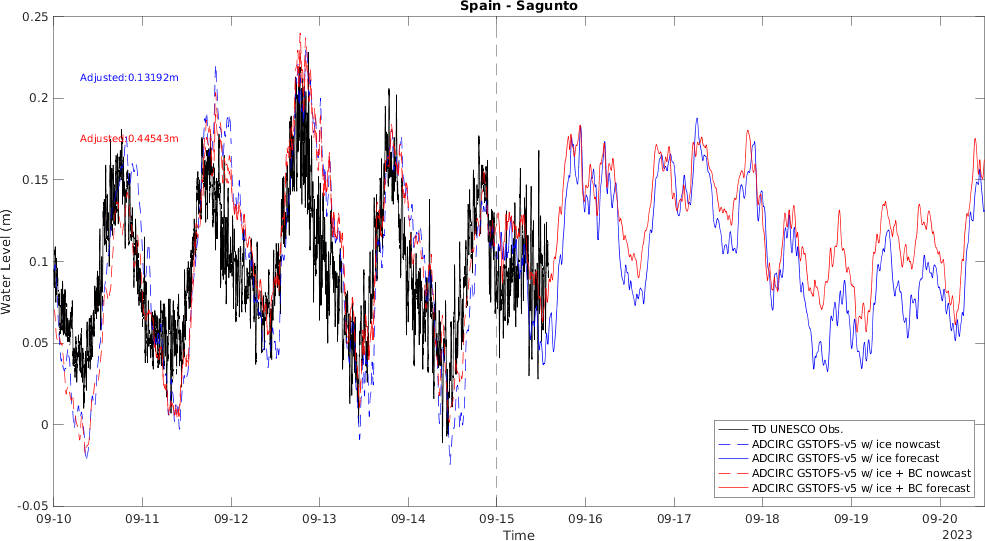 Spain - Sagunto
0.25
0.2
0.15
0.1
0.05
0
-0.05
Water Level (m)
Adjusted:0.13192m
Adjusted:0.44543m
TD UNESCO Obs.
ADCIRC GSTOFS-v5 w/ ice nowcast
ADCIRC GSTOFS-v5 w/ ice forecast
ADCIRC GSTOFS-v5 w/ ice + BC nowcast
ADCIRC GSTOFS-v5 w/ ice + BC forecast
09-10 09-11 09-12 09-13 09-14 09-15 09-16 09-17 09-18 09-19 09-20
Time
2023